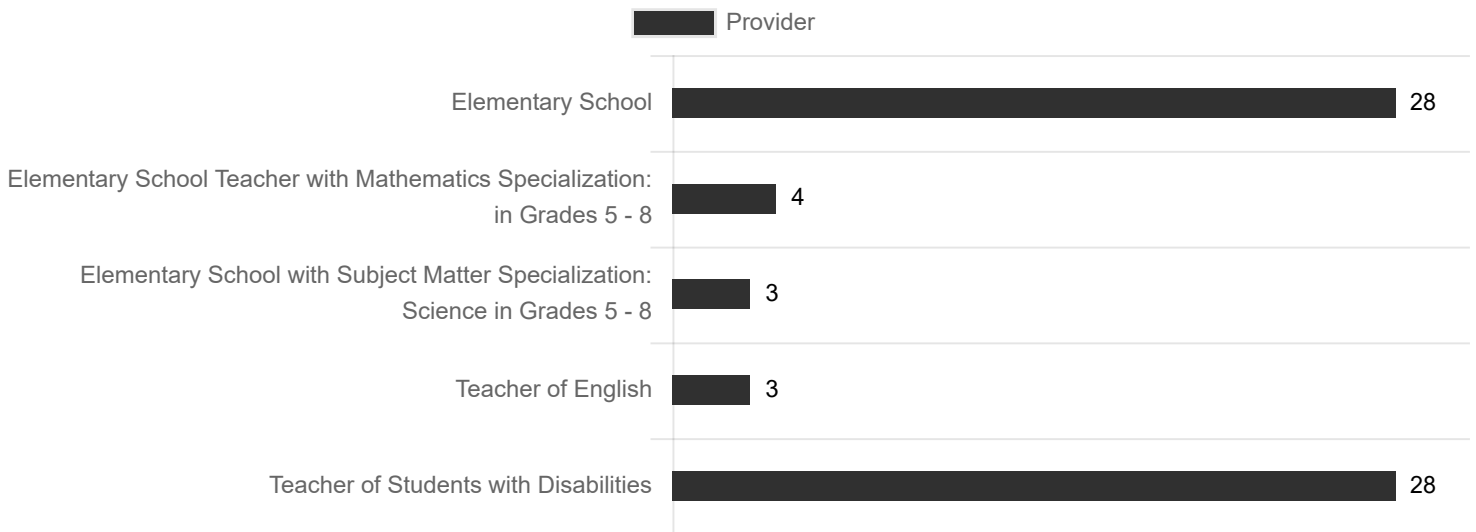 Provider
Elementary School
28
Elementary School Teacher with Mathematics Specialization:
in Grades 5 - 8
4
Elementary School with Subject Matter Specialization:
Science in Grades 5 - 8
3
Teacher of English
3
Teacher of Students with Disabilities
28